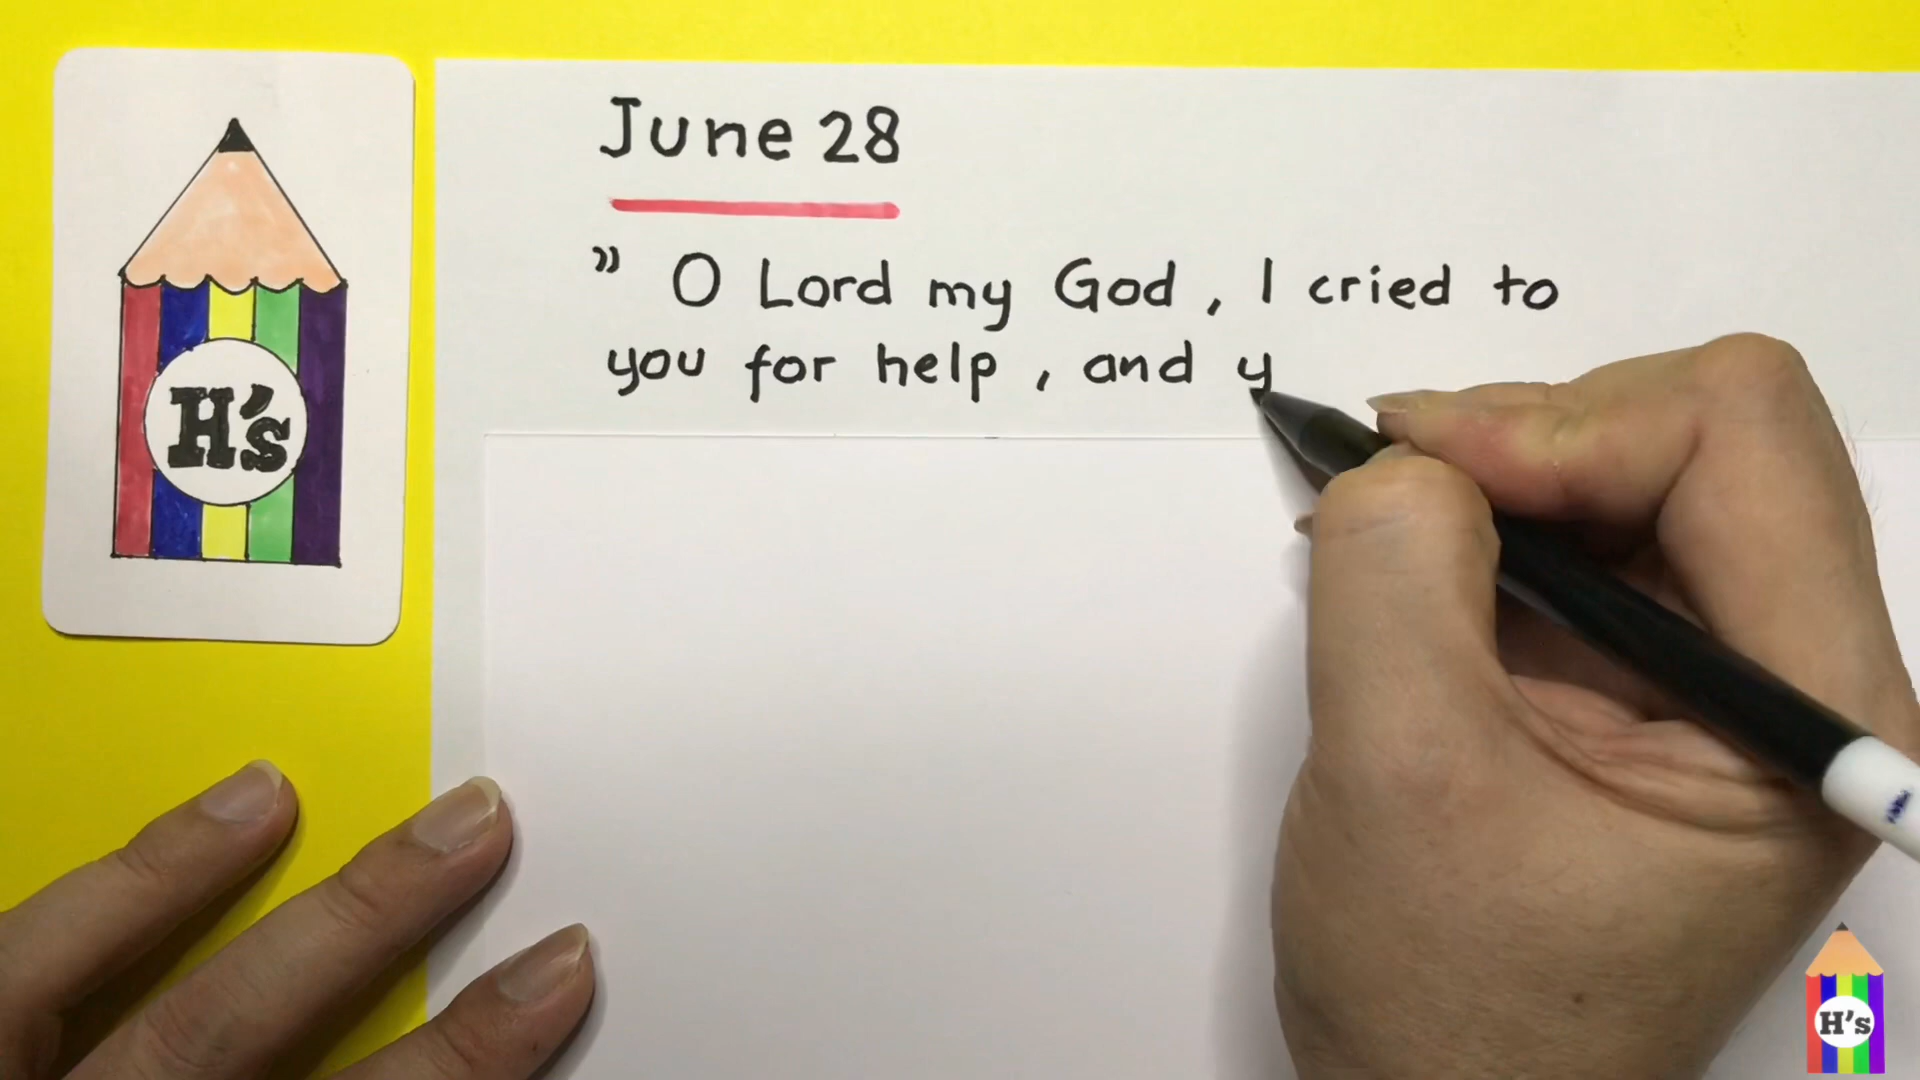 June 28
" O Lord my God , I cried to
you for help , and y
H's
H's